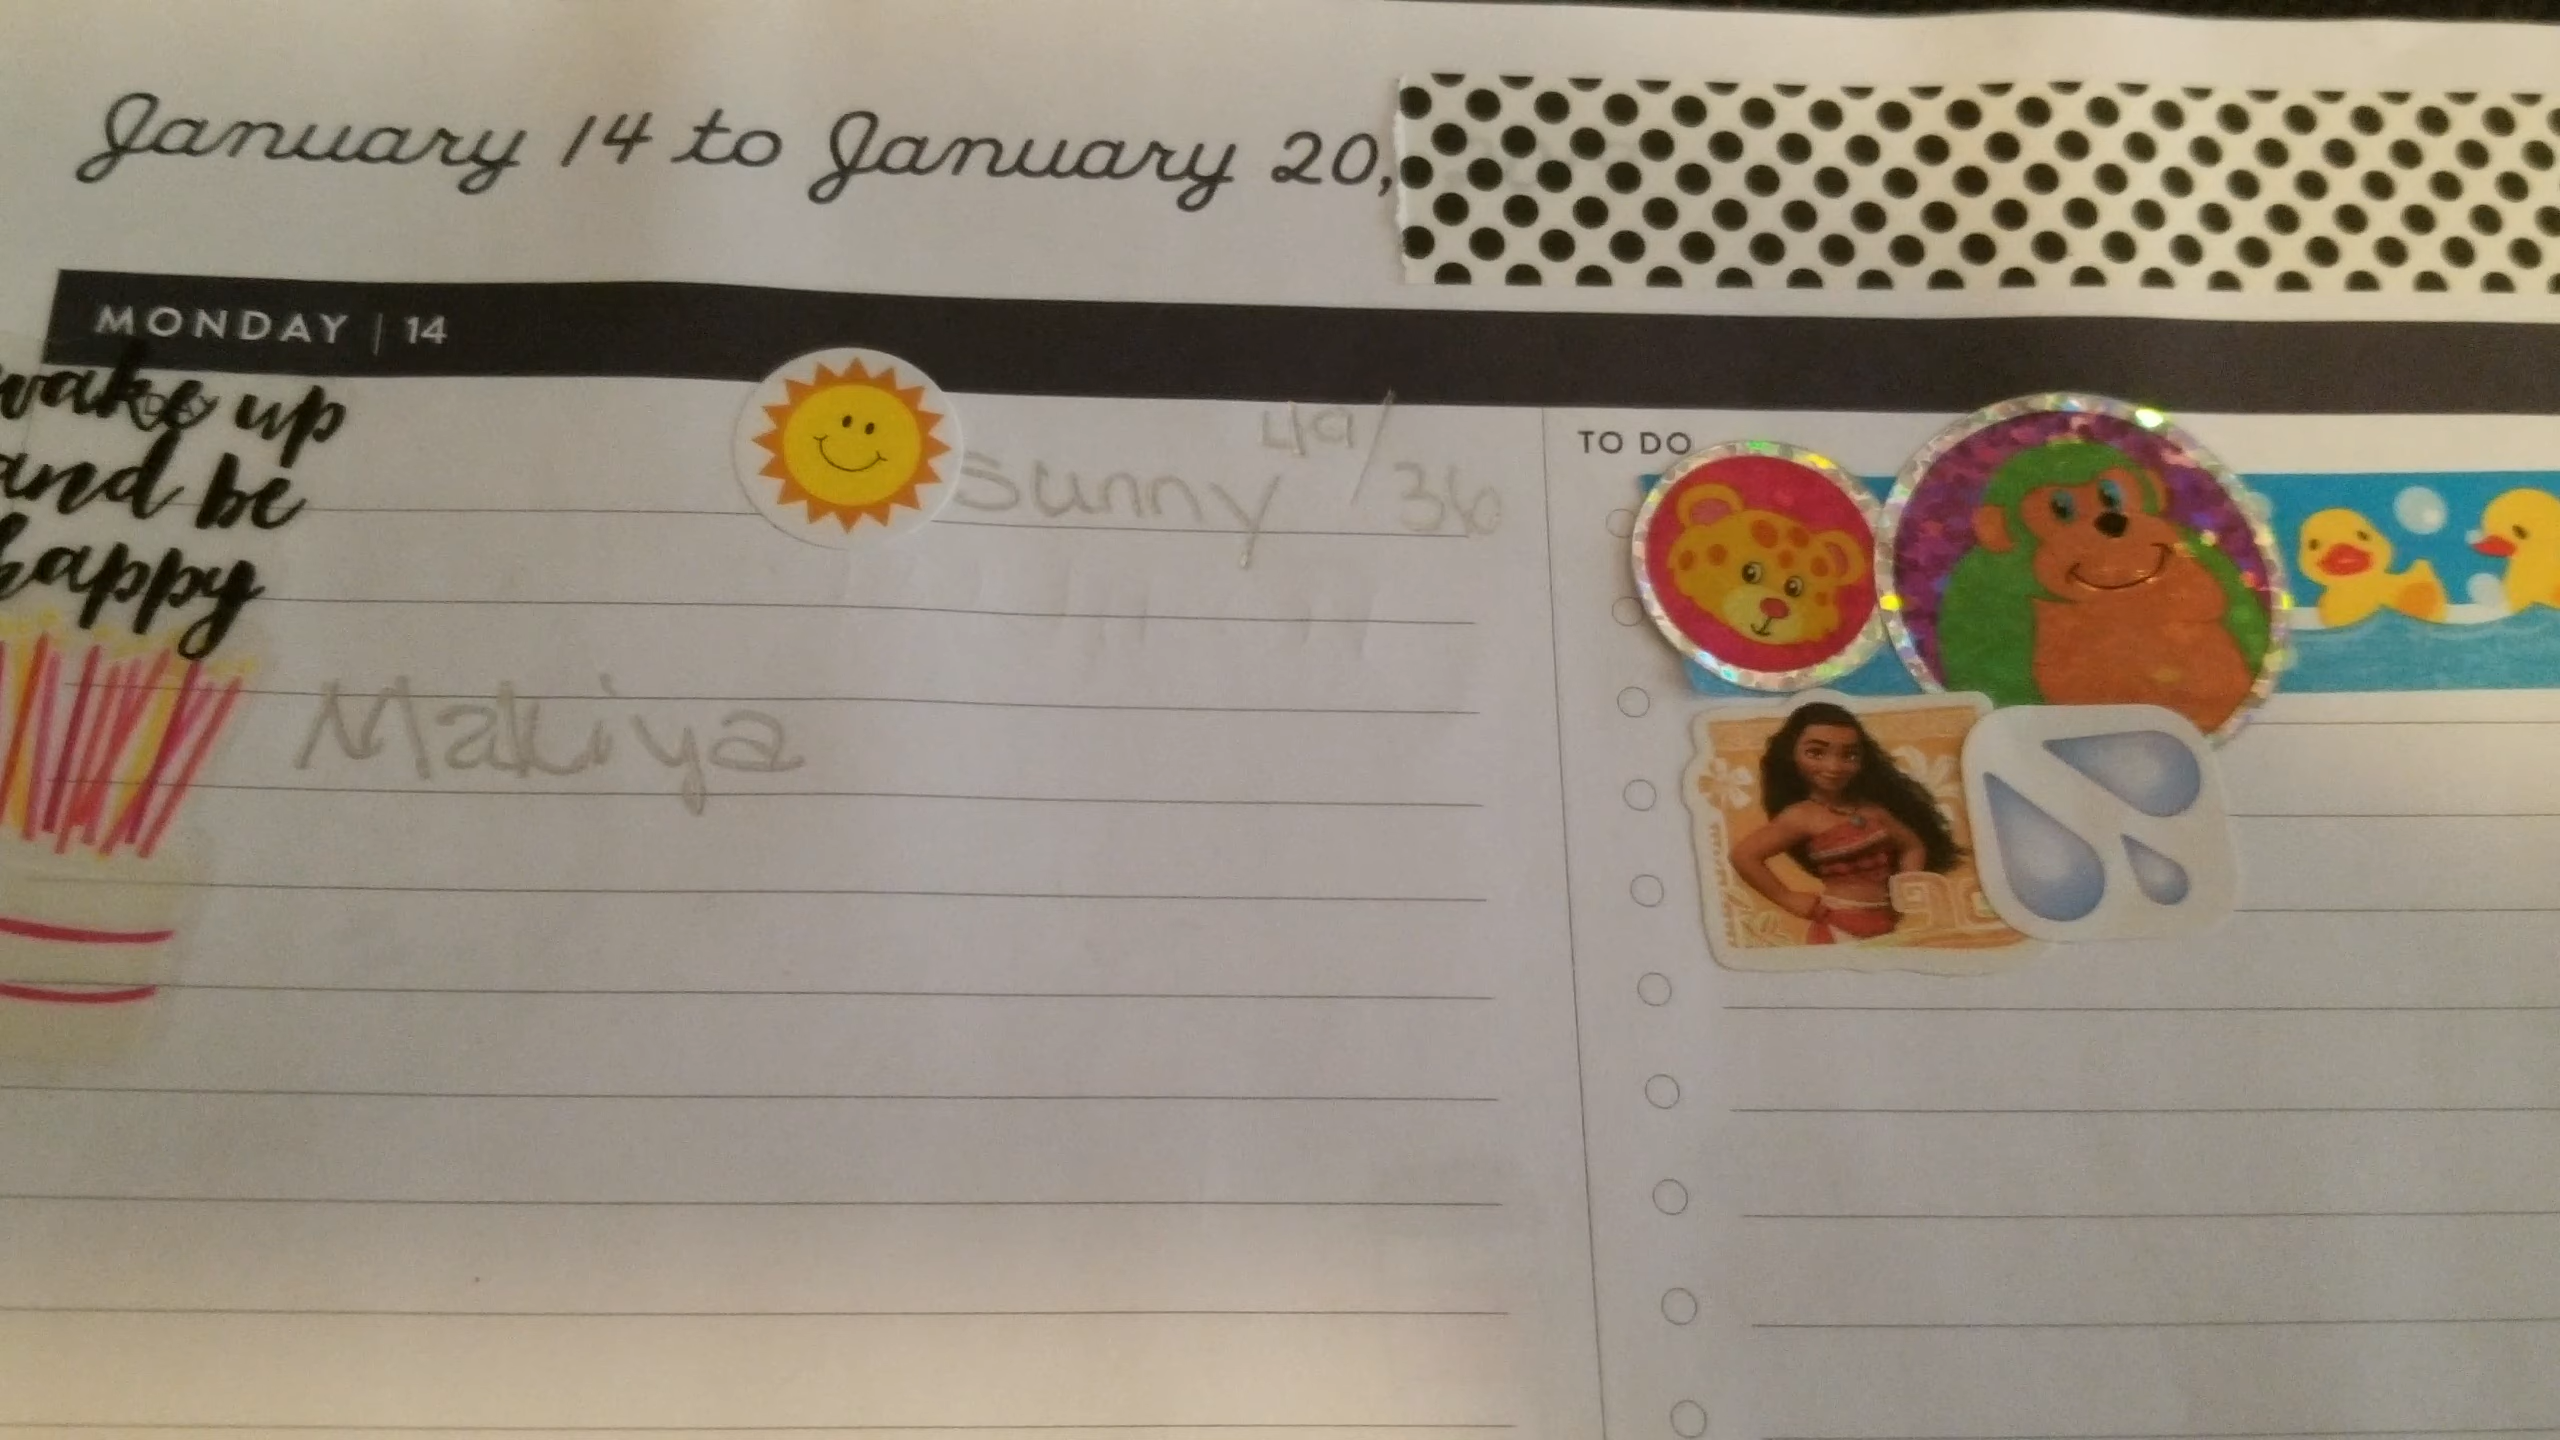 January 14 to January 20,
MONDAY | 14
wake up
and be
happy
Sunny 49/36
TO DO
Makiya